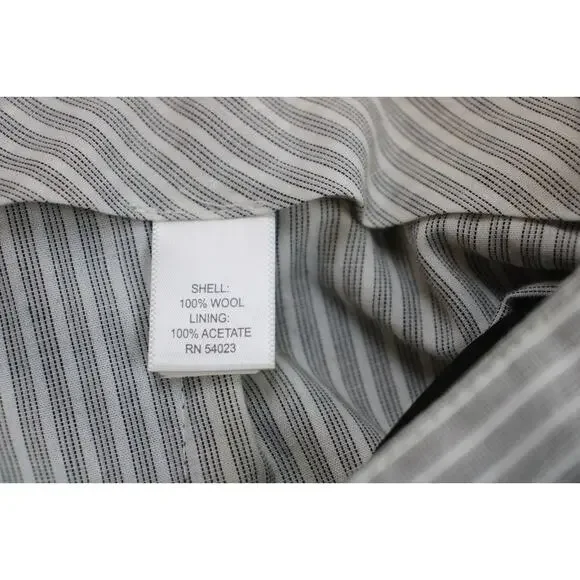 SHELL:
100% WOOL
LINING:
100% ACETATE
RN 54023